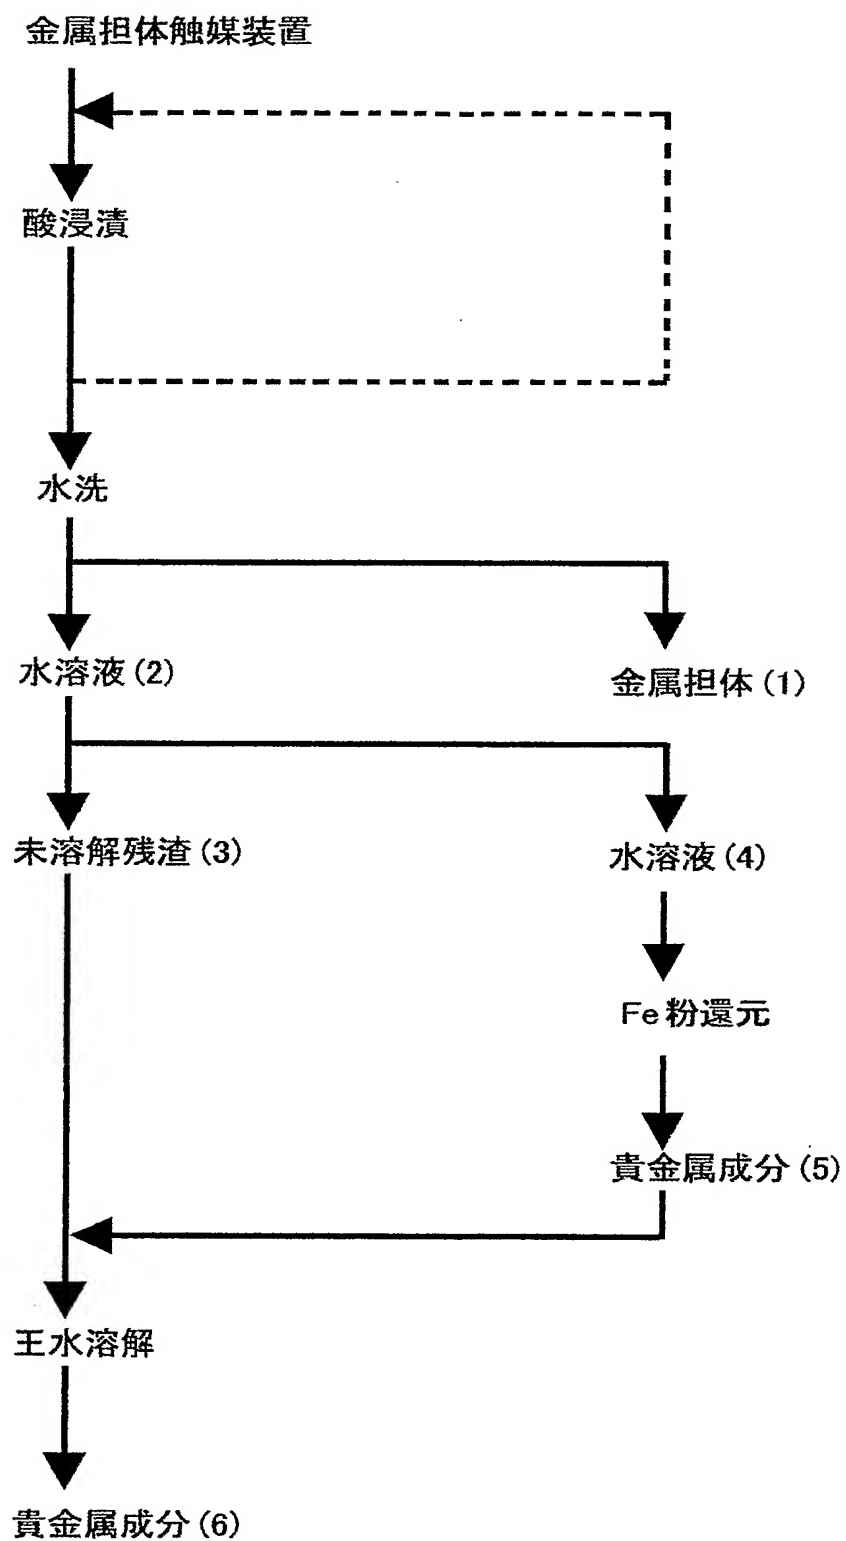 金属担体触媒装置
酸浸漬
水洗
水溶液(2)
金属担体(1)
未溶解残渣(3)
水溶液(4)
Fe粉還元
貴金属成分(5)
王水溶解
貴金属成分(6)